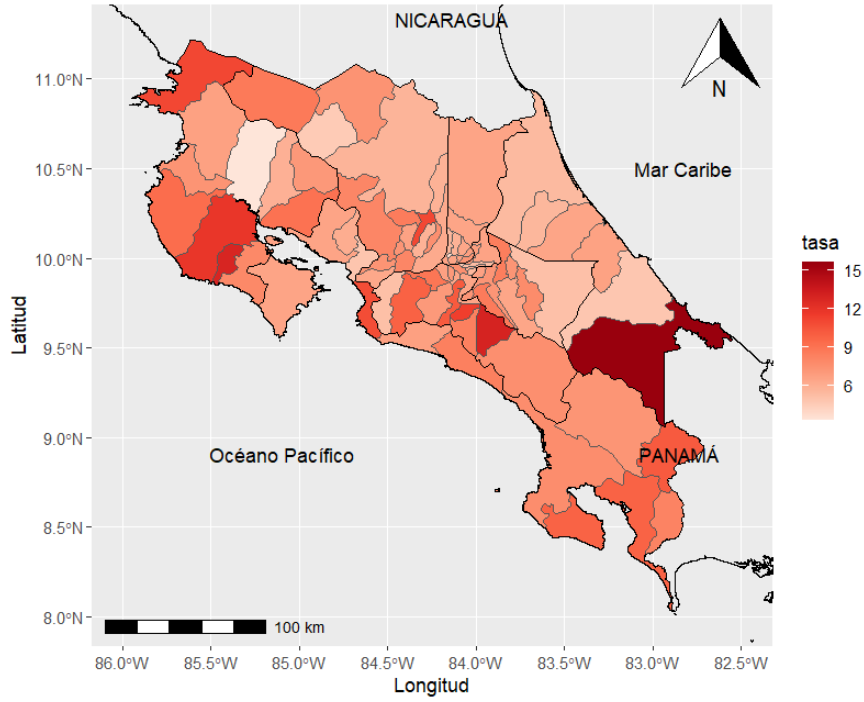 NICARAGUA
N
11.0°N
10.5°N
Mar Caribe
10.0°N
tasa
15
12
9
6
Latitud
9.5°N
9.0°N
Océano Pacífico
PANAMÁ
8.5°N
8.0°N
100 km
86.0°W
85.5°W
85.0°W
84.5°W
84.0°W
83.5°W
83.0°W
82.5°W
Longitud